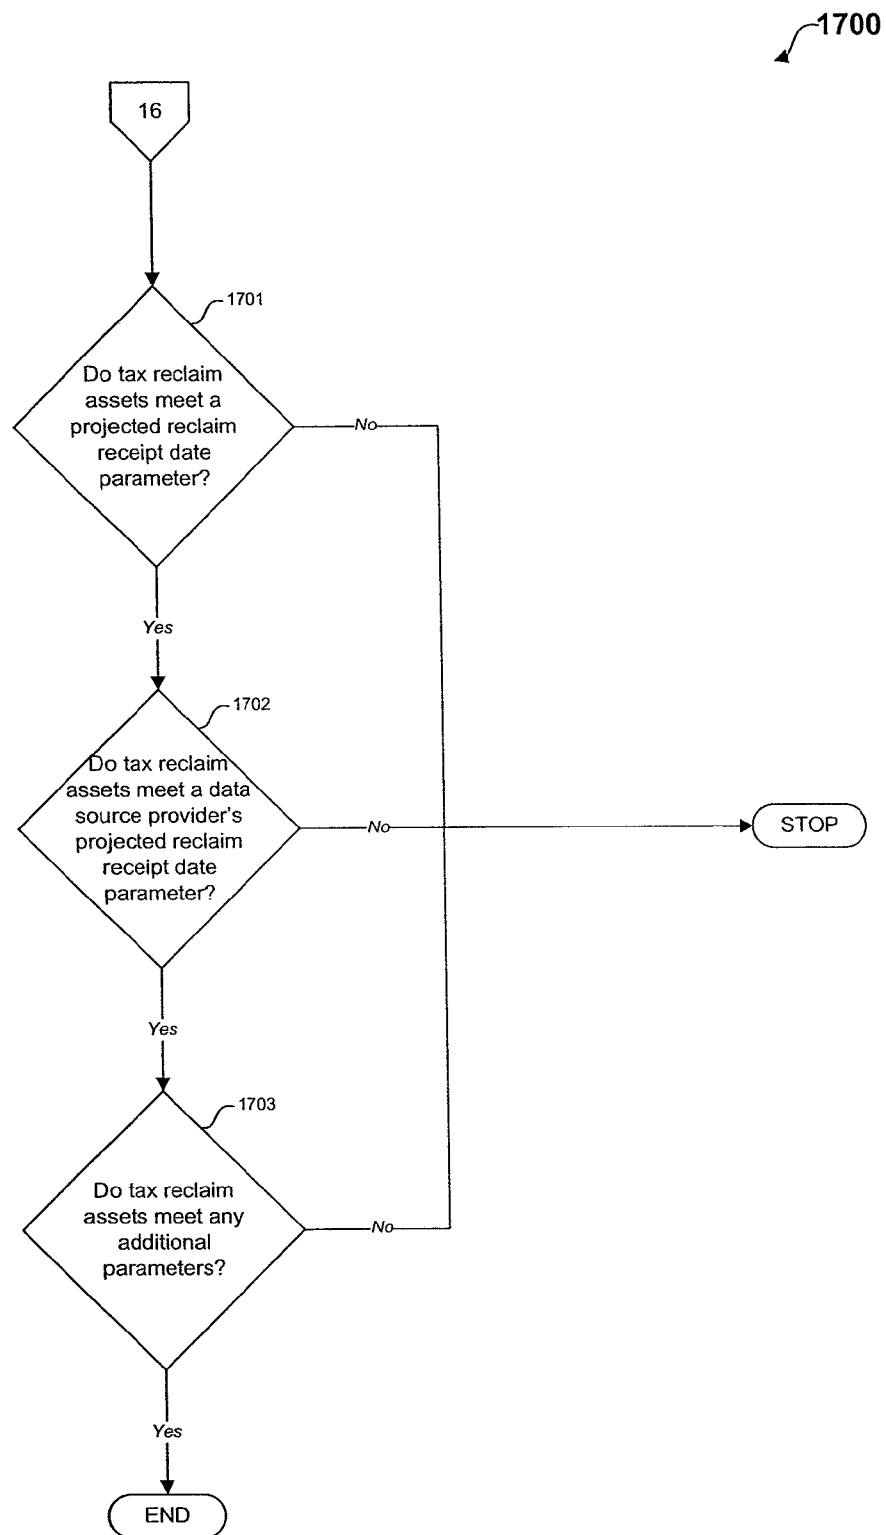 1700
16
1701
Do tax reclaim
assets meet a
projected reclaim
receipt date
parameter?
No
Yes
1702
Do tax reclaim
assets meet a data
source provider's
projected reclaim
receipt date
parameter?
No
STOP
Yes
1703
Do tax reclaim
assets meet any
additional
parameters?
No
Yes
END